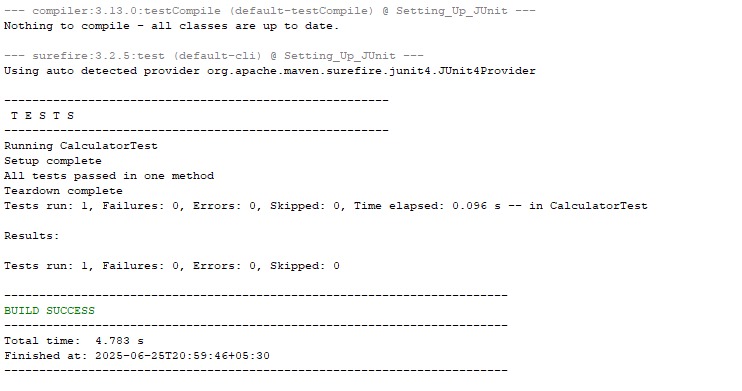 --- compiler:3.13.0:testCompile (default-testCompile) @ Setting_Up_JUnit ---
Nothing to compile - all classes are up to date.
--- surefire:3.2.5:test (default-cli) @ Setting_Up_JUnit ---
Using auto detected provider org.apache.maven.surefire.junit4.JUnit4Provider
-------------------------------------------------------
T E S T S
-------------------------------------------------------
Running CalculatorTest
Setup complete
All tests passed in one method
Teardown complete
Tests run: 1, Failures: 0, Errors: 0, Skipped: 0, Time elapsed: 0.096 s -- in CalculatorTest
Results:
Tests run: 1, Failures: 0, Errors: 0, Skipped: 0
------------------------------------------------------------------------
BUILD SUCCESS
------------------------------------------------------------------------
Total time:  4.783 s
Finished at: 2025-06-25T20:59:46+05:30
------------------------------------------------------------------------